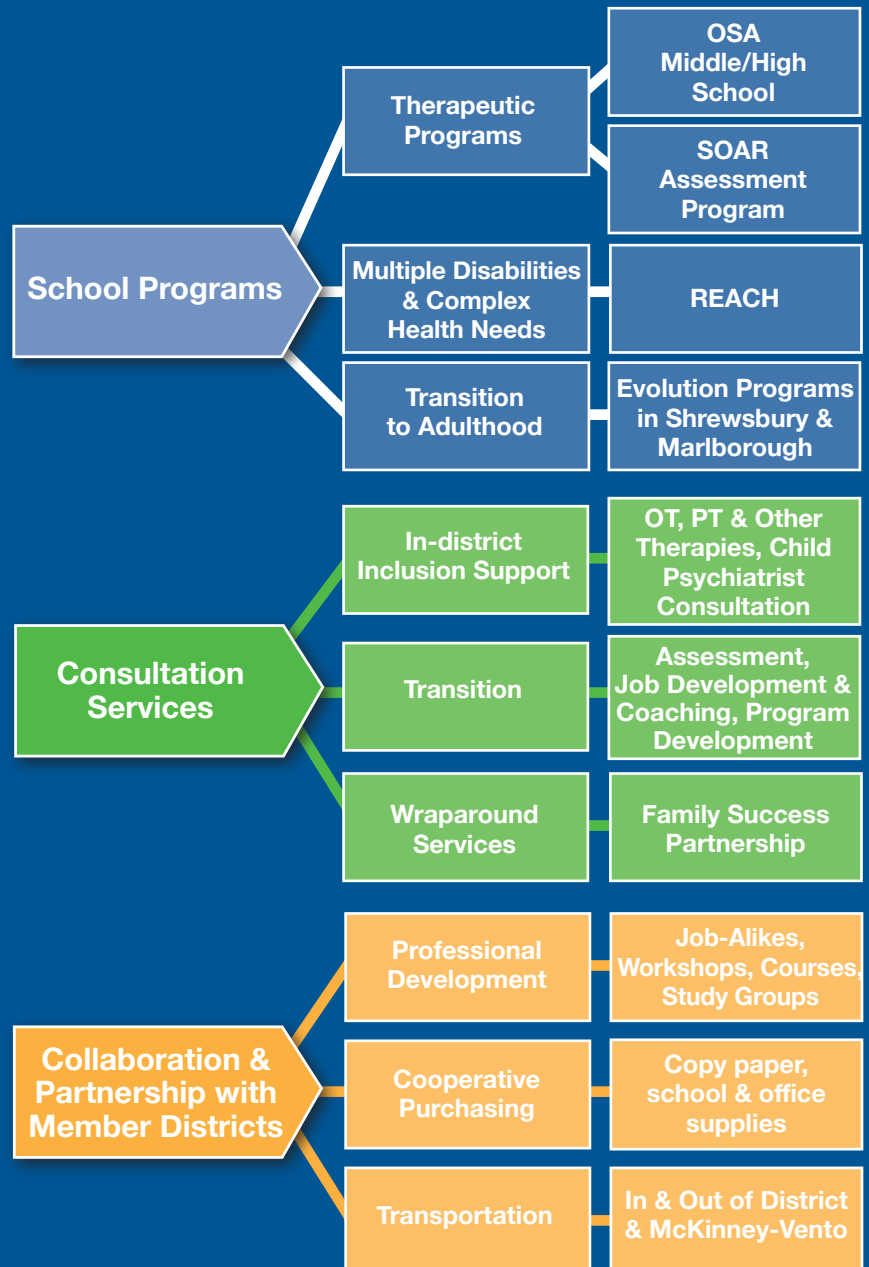 School Programs
Therapeutic
Programs
OSA
Middle/High
School
SOAR
Assessment
Program
Multiple Disabilities
& Complex
Health Needs
REACH
Transition
to Adulthood
Evolution Programs
in Shrewsbury &
Marlborough
Consultation
Services
In-district
Inclusion Support
OT, PT & Other
Therapies, Child
Psychiatrist
Consultation
Transition
Assessment,
Job Development &
Coaching, Program
Development
Wraparound
Services
Family Success
Partnership
Collaboration &
Partnership with
Member Districts
Professional
Development
Job-Alikes,
Workshops, Courses,
Study Groups
Cooperative
Purchasing
Copy paper,
school & office
supplies
Transportation
In & Out of District
& McKinney-Vento